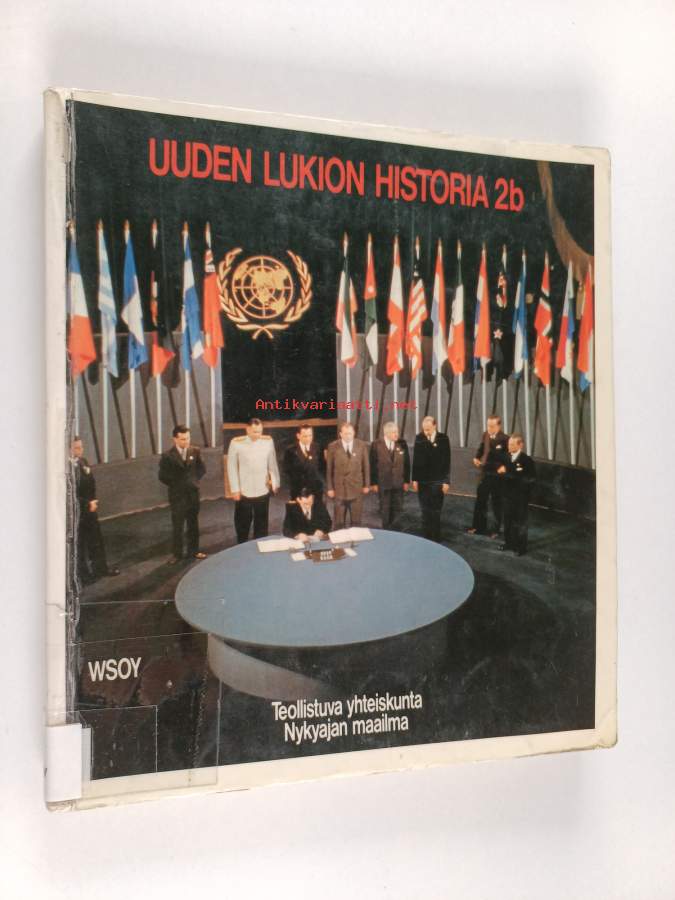 UUDEN LUKION HISTORIA 2b
Antikvariaatti.net
WSOY
Teollistuva yhteiskunta
Nykyajan maailma